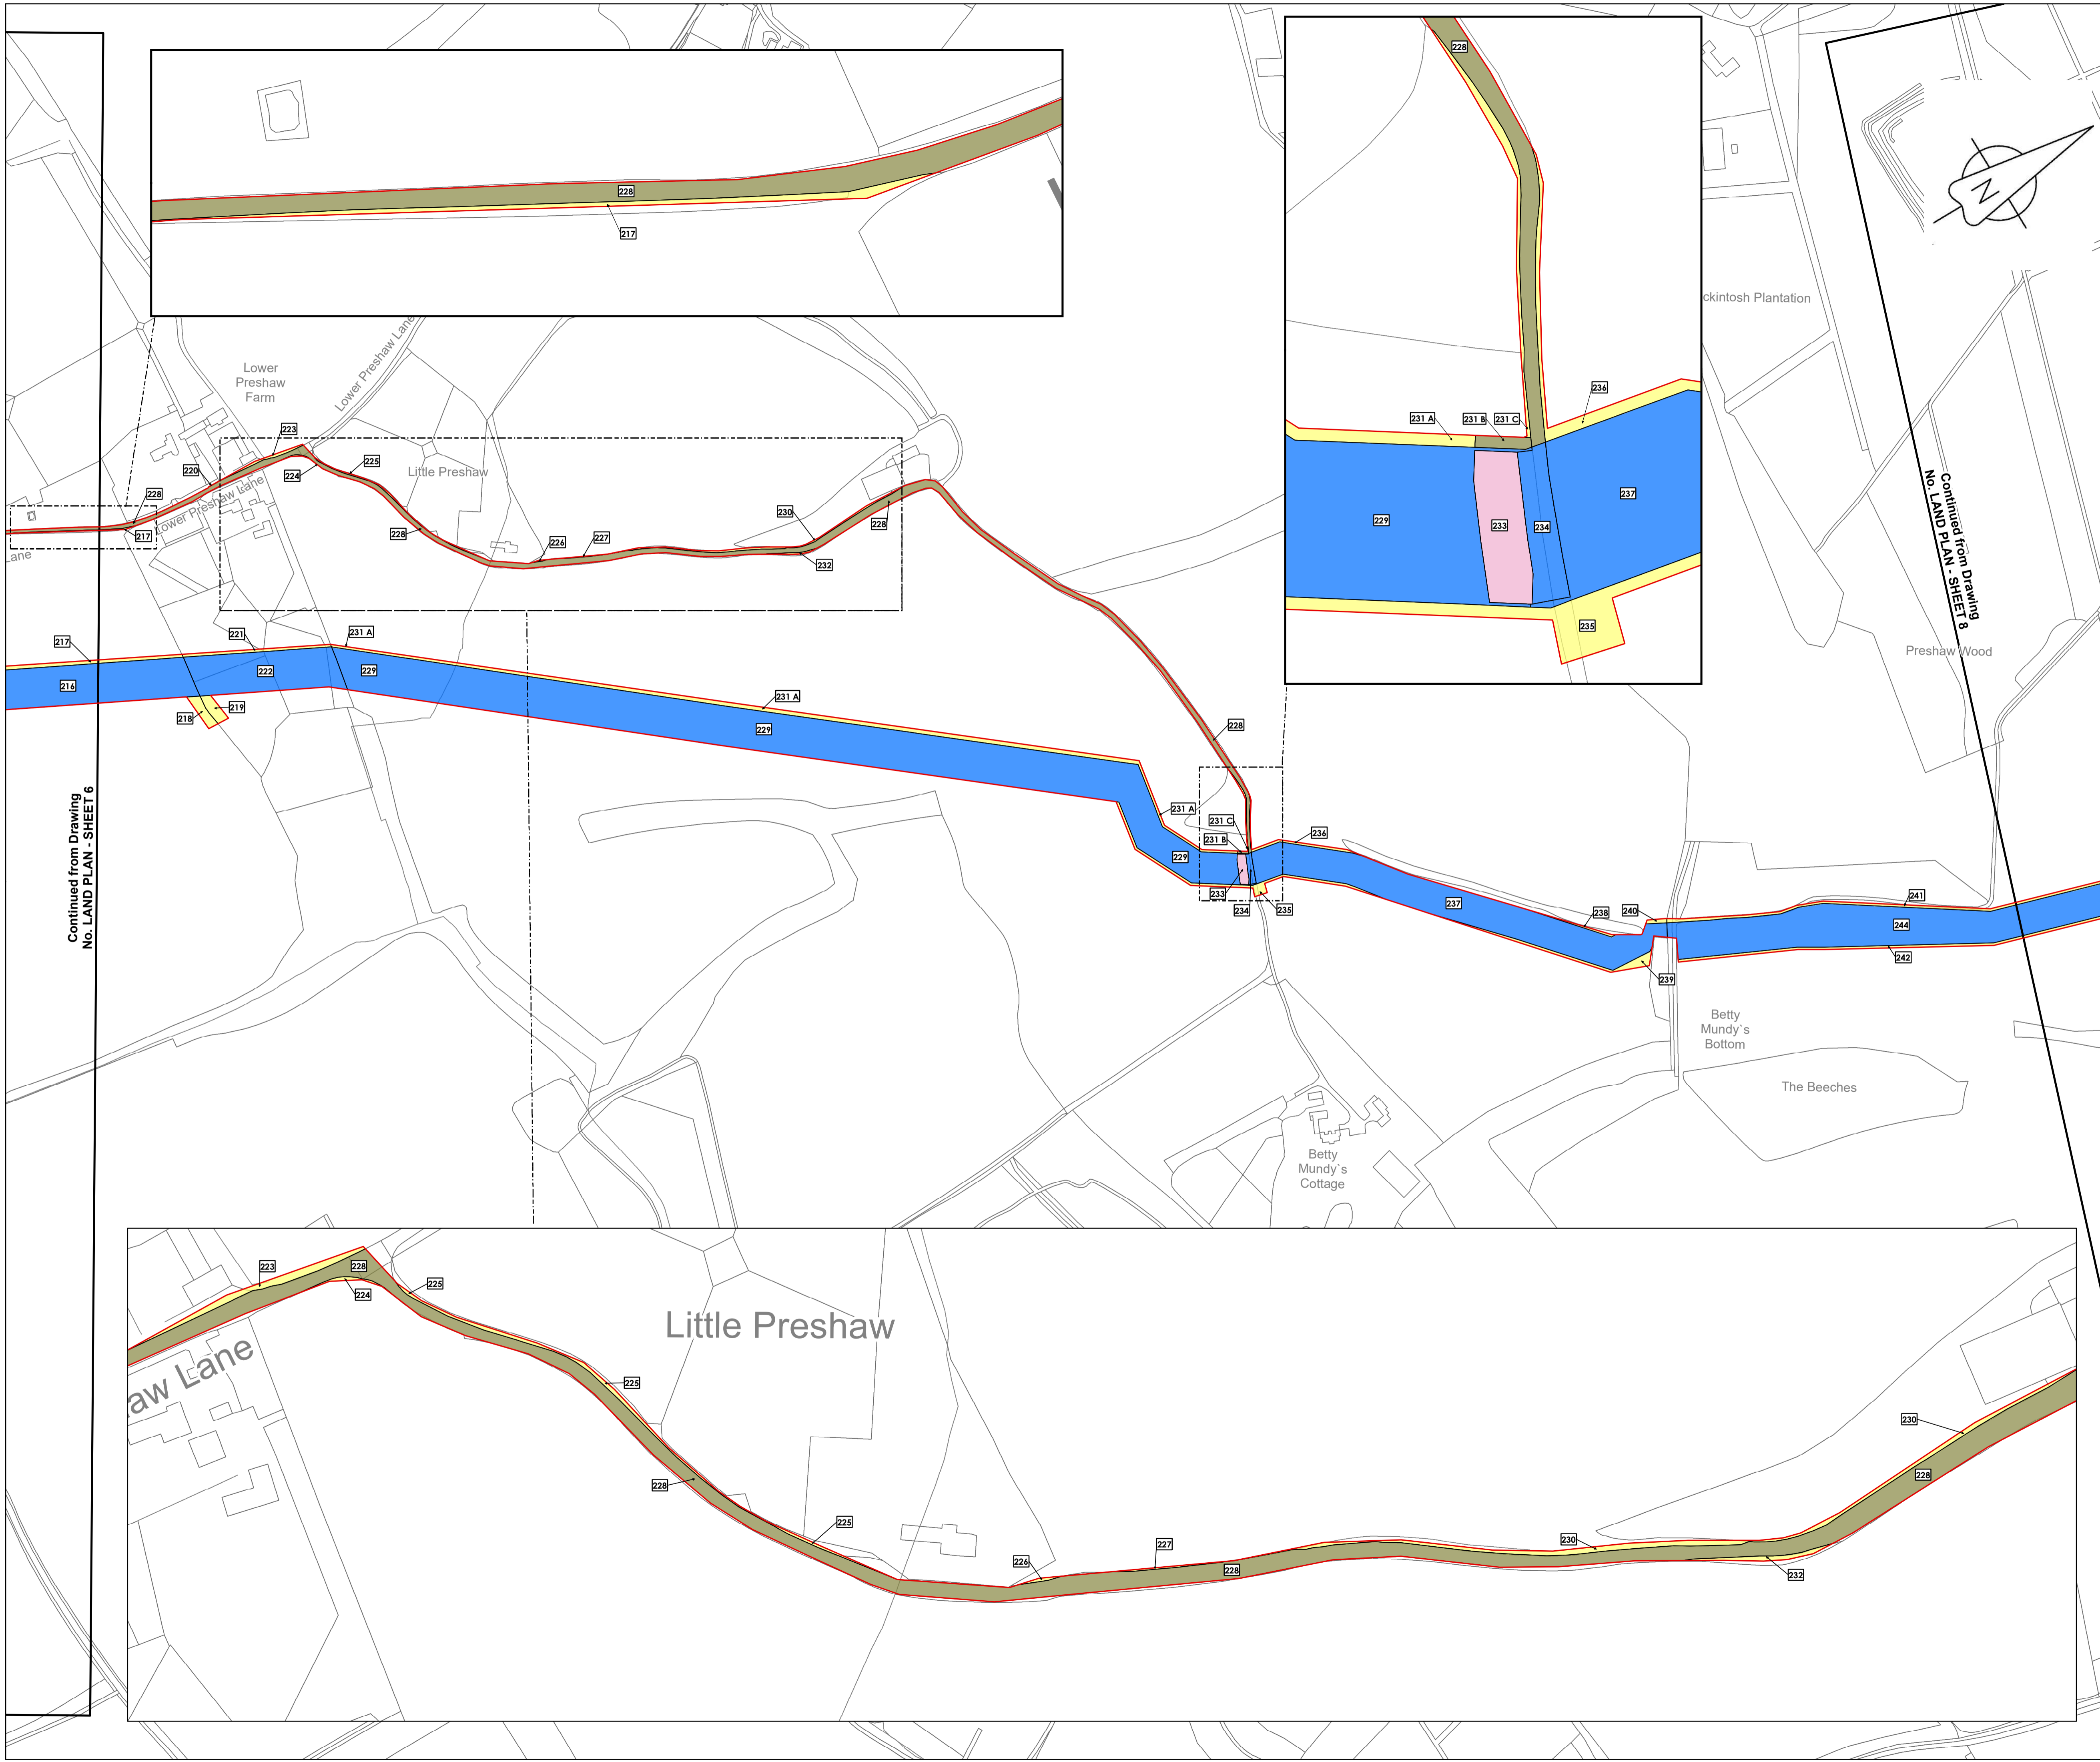 228
217
228
231 A
231 B
231 C
236
229
233
234
237
235
N
ckintosh Plantation
Continued from Drawing
No. LAND PLAN - SHEET 8
Preshaw Wood
Lower
Preshaw
Farm
Lower Preshaw Lane
Little Preshaw
223
220
224
225
228
217
Lower Preshaw Lane
Lane
228
226
227
230
228
232
217
221
231 A
216
222
229
218
219
231 A
229
228
231 A
231 C
231 B
229
233
234
235
236
237
238
240
239
241
244
242
Continued from Drawing
No. LAND PLAN - SHEET 6
Betty
Mundy`s
Bottom
The Beeches
Betty
Mundy`s
Cottage
223
228
224
225
Little Preshaw
aw Lane
225
228
225
226
227
228
230
232
230
228